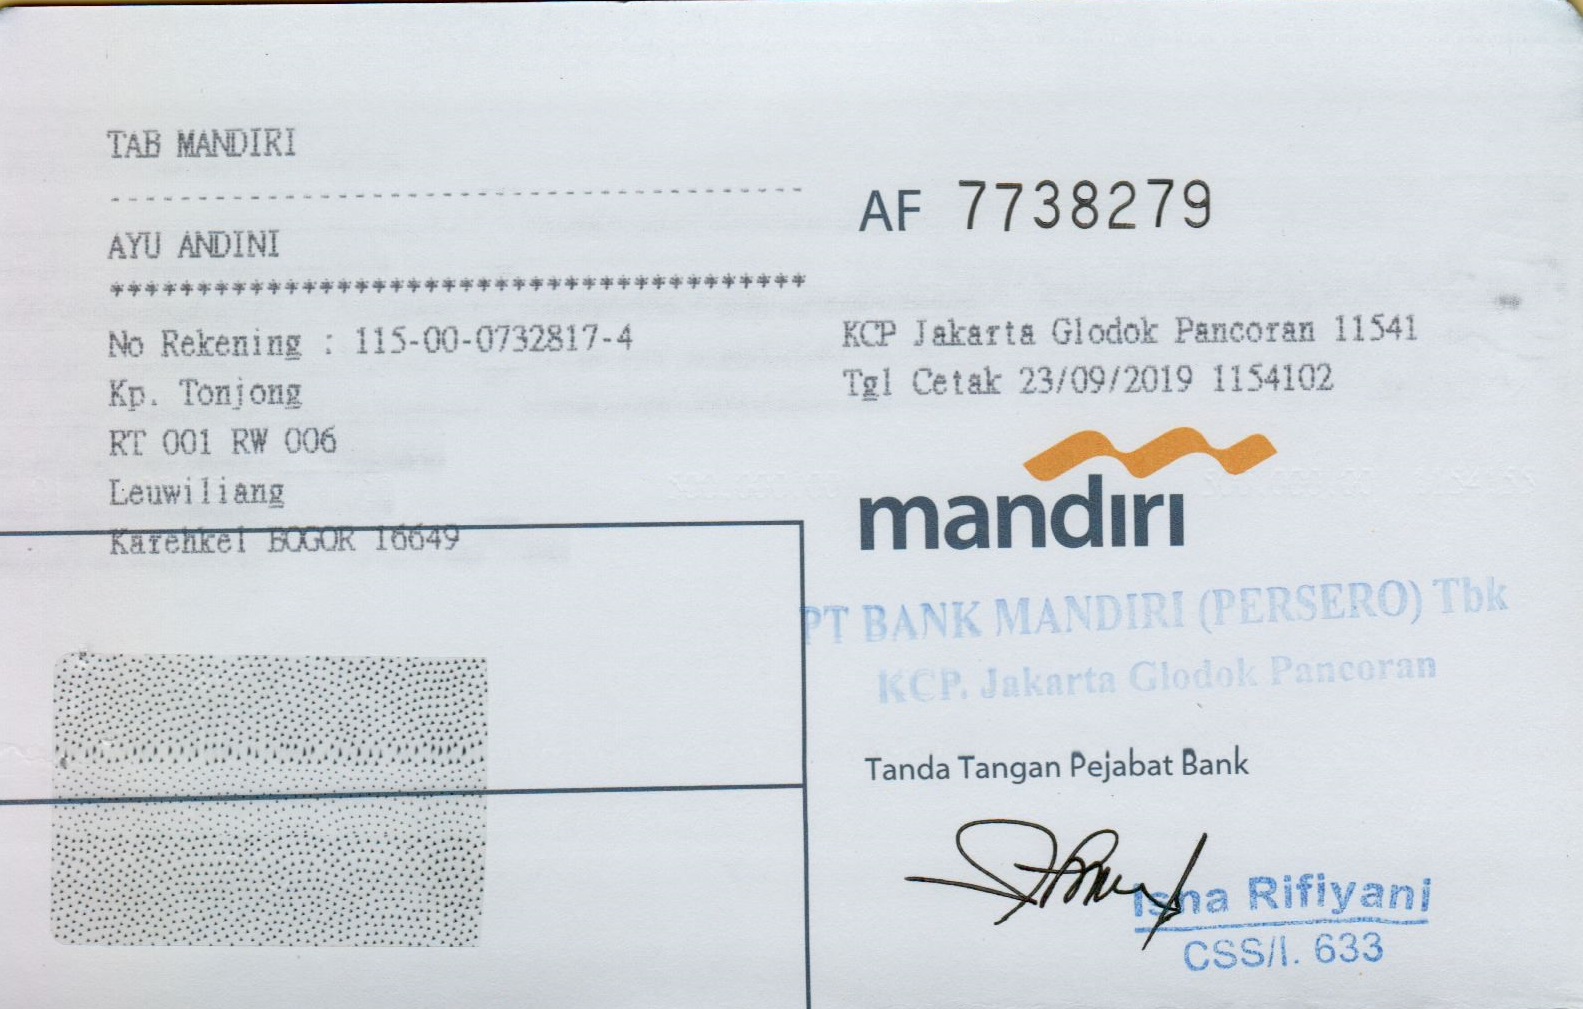 TAB MANDIRI
---------------------------------------
AYU ANDINI
****************************************
No Rekening : 115-00-0732817-4
Kp. Tonjong
RT 001 RW 006
Leuwiliang
Karehkel BOGOR 16649
AF 7738279
KCP Jakarta Glodok Pancoran 11541
Tgl Cetak 23/09/2019 1154102
mandiri
PT BANK MANDIRI (PERSERO) Tbk
KCP. Jakarta Glodok Pancoran
Tanda Tangan Pejabat Bank
Isna Rifiyani
CSS/I. 633